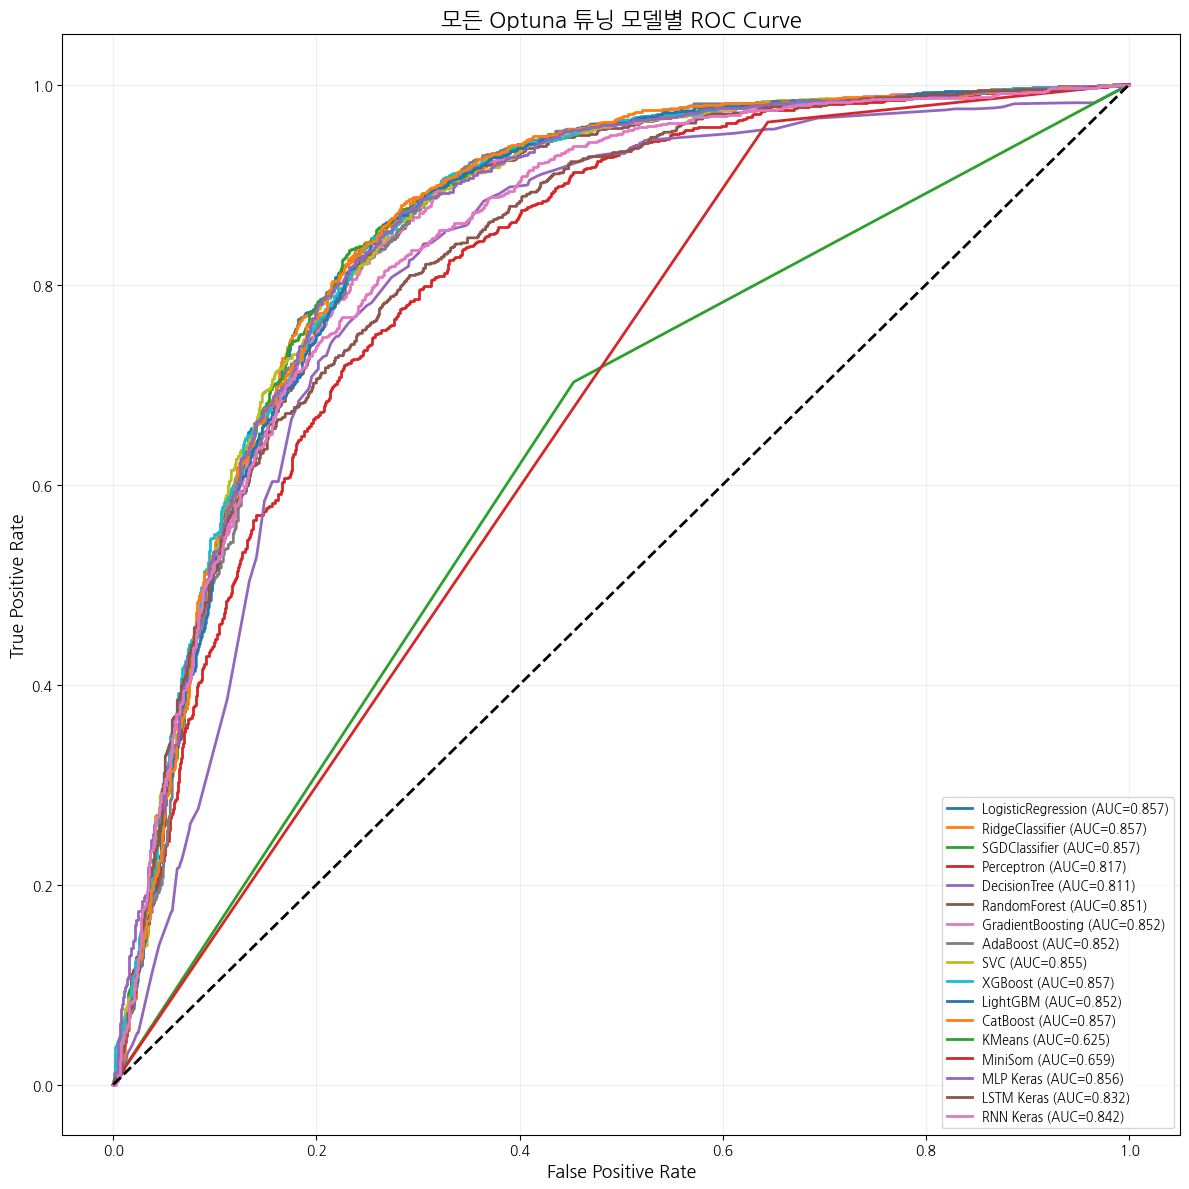 모든 Optuna 튜닝 모델별 ROC Curve
True Positive Rate
1.0
0.8
0.6
0.4
0.2
0.0
0.0 0.2 0.4 0.6 0.8 1.0
False Positive Rate
LogisticRegression (AUC=0.857)
RidgeClassifier (AUC=0.857)
SGDClassifier (AUC=0.857)
Perceptron (AUC=0.817)
DecisionTree (AUC=0.811)
RandomForest (AUC=0.851)
GradientBoosting (AUC=0.852)
AdaBoost (AUC=0.852)
SVC (AUC=0.855)
XGBoost (AUC=0.857)
LightGBM (AUC=0.852)
CatBoost (AUC=0.857)
KMeans (AUC=0.625)
MiniSom (AUC=0.659)
MLP Keras (AUC=0.856)
LSTM Keras (AUC=0.832)
RNN Keras (AUC=0.842)